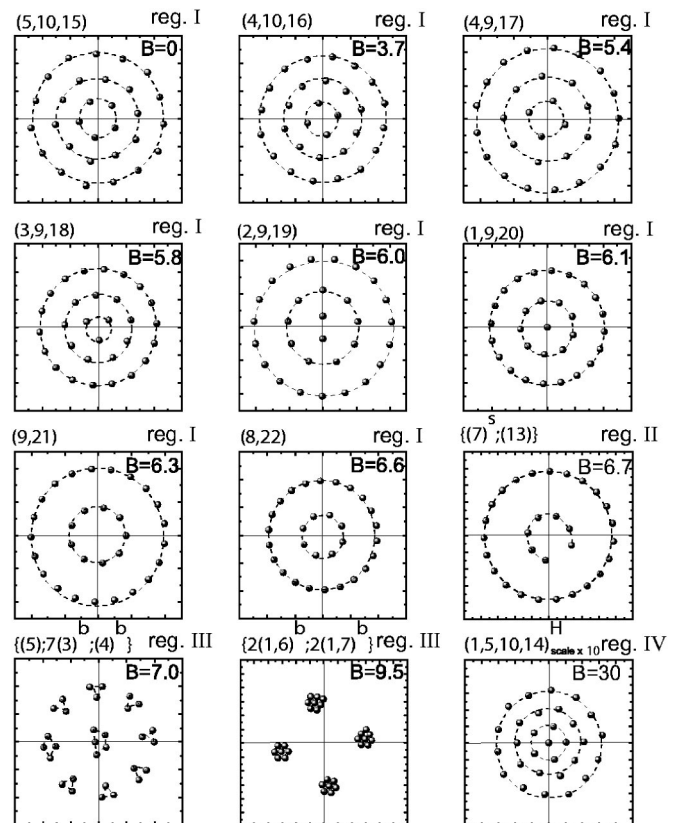 (5,10,15) reg. I
B=0
(4,10,16) reg. I
B=3.7
(4,9,17) reg. I
B=5.4
(3,9,18) reg. I
B=5.8
(2,9,19) reg. I
B=6.0
(1,9,20) reg. I
B=6.1
(9,21) reg. I
B=6.3
(8,22) reg. I
B=6.6
s
{(7) ;(13)} reg. II
B=6.7
b b
{(5);7(3) ;(4) } reg. III
B=7.0
b b
{2(1,6) ;2(1,7) } reg. III
B=9.5
H
(1,5,10,14) scale x 10 reg. IV
B=30